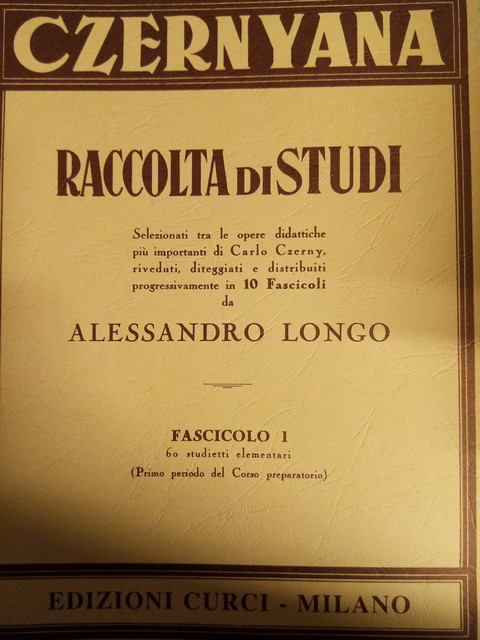 CZERNYANA
RACCOLTA DI STUDI
Selezionati tra le opere didattiche
più importanti di Carlo Czerny,
riveduti, diteggiati e distribuiti
progressivamente in 10 Fascicoli
da
ALESSANDRO LONGO
FASCICOLO 1
60 studietti elementari
(Primo periodo del Corso preparatorio)
EDIZIONI CURCI - MILANO